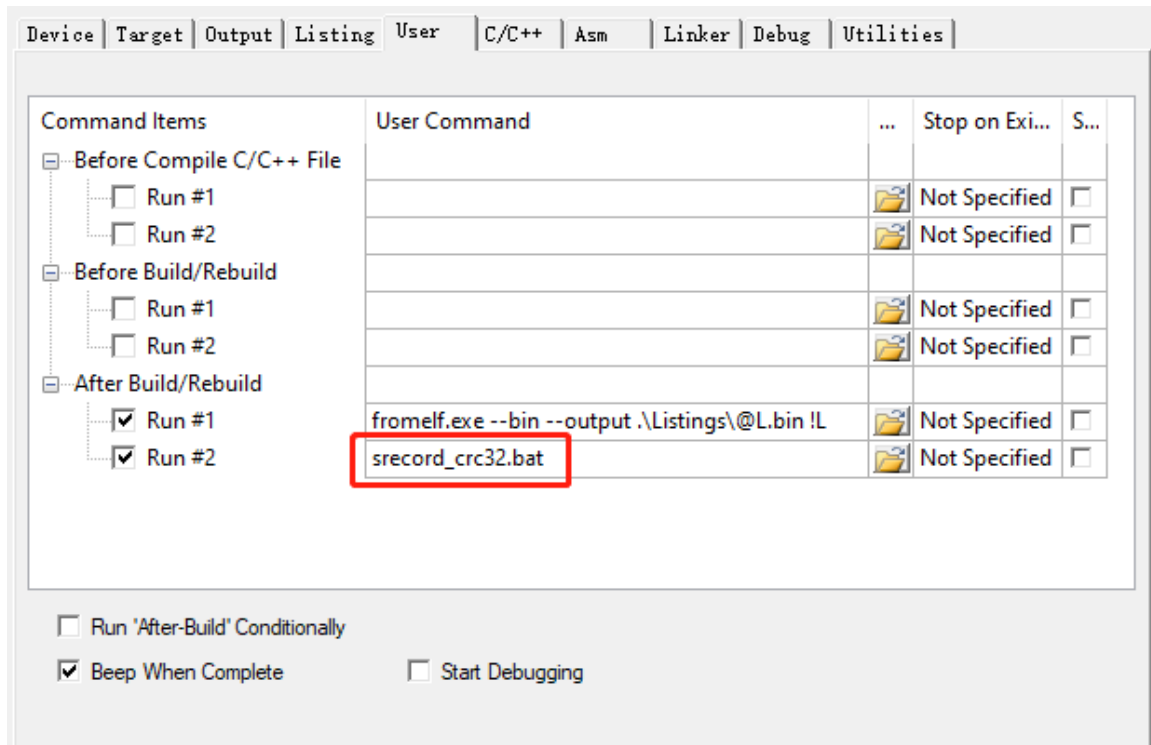 Device Target Output Listing User C/C++ Asm Linker Debug Utilities
Command Items User Command ... Stop on Exi... S...
Before Compile C/C++ File
Run #1 Not Specified
Run #2 Not Specified
Before Build/Rebuild
Run #1 Not Specified
Run #2 Not Specified
After Build/Rebuild
Run #1 fromelf.exe --bin --output .\Listings\@L.bin !L Not Specified
Run #2 srecord_crc32.bat Not Specified
Run 'After-Build' Conditionally
Beep When Complete Start Debugging